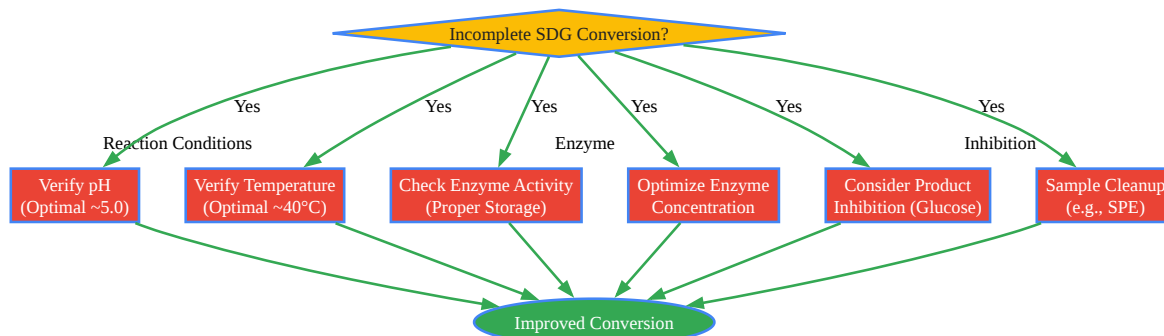 Incomplete SDG Conversion?
Yes
Yes
Yes
Yes
Yes
Yes
Reaction Conditions
Enzyme
Inhibition
Verify pH
(Optimal ~5.0)
Verify Temperature
(Optimal ~40°C)
Check Enzyme Activity
(Proper Storage)
Optimize Enzyme
Concentration
Consider Product
Inhibition (Glucose)
Sample Cleanup
(e.g., SPE)
Improved Conversion